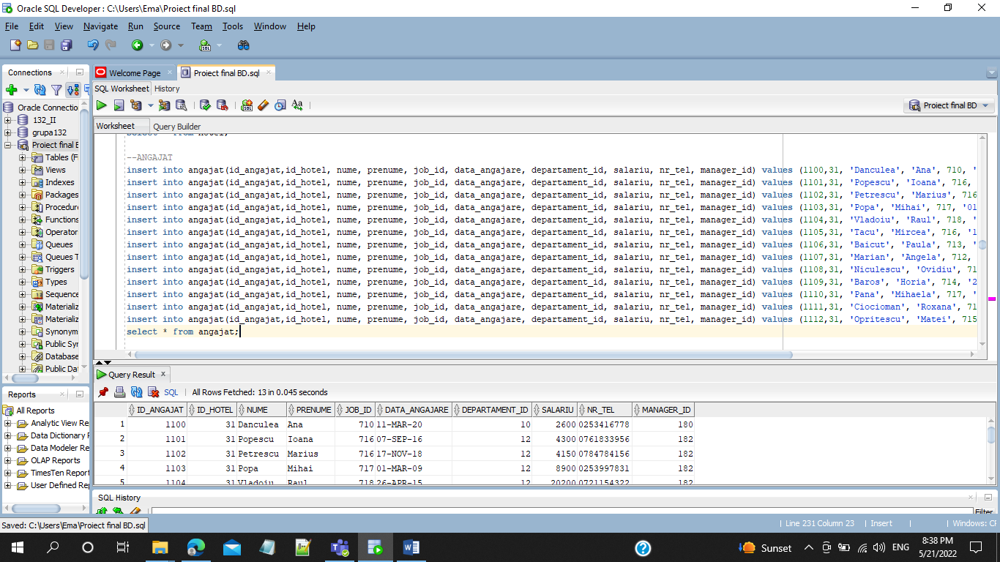 Oracle SQL Developer : C:\Users\Ema\Proiect final BD.sql
File Edit View Navigate Run Source Team Tools Window Help
Connections
Welcome Page
Proiect final BD.sql
SQL Worksheet History
Oracle Connectio
132_II
grupa132
Proiect final B
Tables (Fi
Views
Indexes
Packages
Procedure
Functions
Operator
Queues
Queues T
Triggers
Types
Sequence
Materializ
Materializ
Synonym
Public Syn
Database
Public Da
Proiect final BD
Worksheet Query Builder
select * from hotel;
--ANGAJAT
insert into angajat(id_angajat,id_hotel, nume, prenume, job_id, data_angajare, departament_id, salariu, nr_tel, manager_id) values (1100,31, 'Danculea', 'Ana', 710, '
insert into angajat(id_angajat,id_hotel, nume, prenume, job_id, data_angajare, departament_id, salariu, nr_tel, manager_id) values (1101,31, 'Popescu', 'Ioana', 716,
insert into angajat(id_angajat,id_hotel, nume, prenume, job_id, data_angajare, departament_id, salariu, nr_tel, manager_id) values (1102,31, 'Petrescu', 'Marius', 716
insert into angajat(id_angajat,id_hotel, nume, prenume, job_id, data_angajare, departament_id, salariu, nr_tel, manager_id) values (1103,31, 'Popa', 'Mihai', 717, '01
insert into angajat(id_angajat,id_hotel, nume, prenume, job_id, data_angajare, departament_id, salariu, nr_tel, manager_id) values (1104,31, 'Vladoiu', 'Raul', 718, '
insert into angajat(id_angajat,id_hotel, nume, prenume, job_id, data_angajare, departament_id, salariu, nr_tel, manager_id) values (1105,31, 'Tacu', 'Mircea', 716, '1
insert into angajat(id_angajat,id_hotel, nume, prenume, job_id, data_angajare, departament_id, salariu, nr_tel, manager_id) values (1106,31, 'Baicut', 'Paula', 713, '
insert into angajat(id_angajat,id_hotel, nume, prenume, job_id, data_angajare, departament_id, salariu, nr_tel, manager_id) values (1107,31, 'Marian', 'Angela', 712,
insert into angajat(id_angajat,id_hotel, nume, prenume, job_id, data_angajare, departament_id, salariu, nr_tel, manager_id) values (1108,31, 'Niculescu', 'Ovidiu', 71
insert into angajat(id_angajat,id_hotel, nume, prenume, job_id, data_angajare, departament_id, salariu, nr_tel, manager_id) values (1109,31, 'Baros', 'Horia', 714, '2
insert into angajat(id_angajat,id_hotel, nume, prenume, job_id, data_angajare, departament_id, salariu, nr_tel, manager_id) values (1110,31, 'Pana', 'Mihaela', 717, '
insert into angajat(id_angajat,id_hotel, nume, prenume, job_id, data_angajare, departament_id, salariu, nr_tel, manager_id) values (1111,31, 'Ciocioman', 'Roxana', 71
insert into angajat(id_angajat,id_hotel, nume, prenume, job_id, data_angajare, departament_id, salariu, nr_tel, manager_id) values (1112,31, 'Opritescu', 'Matei', 715
select * from angajat;
Query Result
SQL | All Rows Fetched: 13 in 0.045 seconds
ID_ANGAJAT ID_HOTEL NUME PRENUME JOB_ID DATA_ANGAJARE DEPARTAMENT_ID SALARIU NR_TEL MANAGER_ID
1 1100 31 Danculea Ana 710 11-MAR-20 10 2600 0253416778 180
2 1101 31 Popescu Ioana 716 07-SEP-16 12 4300 0761833956 182
3 1102 31 Petrescu Marius 716 17-NOV-18 12 4150 0784784156 182
4 1103 31 Popa Mihai 717 01-MAR-09 12 8900 0253997831 182
5 1104 31 Vladoiu Raul 718 26-APR-15 12 20200 0721154322 182
Reports
All Reports
Analytic View Re
Data Dictionary R
Data Modeler Re
OLAP Reports
TimesTen Report
User Defined Rep
SQL History
Filter
Saved: C:\Users\Ema\Proiect final BD.sql
| Line 231 Column 23 | Insert | | Windows: CR
Sunset
ENG
8:38 PM
5/21/2022